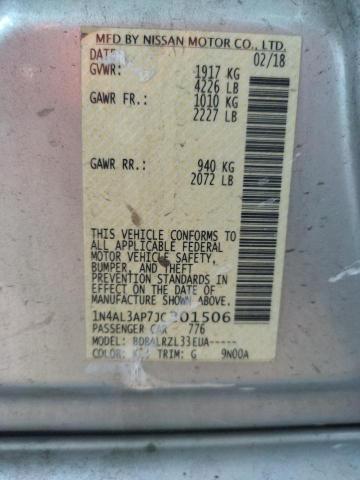 MFD BY NISSAN MOTOR CO., LTD.
DATE: 02/18
GVWR: 1917 KG
4226 LB
GAWR FR.: 1010 KG
2227 LB
GAWR RR.: 940 KG
2072 LB
THIS VEHICLE CONFORMS TO
ALL APPLICABLE FEDERAL
MOTOR VEHICLE SAFETY,
BUMPER, AND THEFT
PREVENTION STANDARDS IN
EFFECT ON THE DATE OF
MANUFACTURE SHOWN ABOVE.
1N4AL3AP7JC201506
PASSENGER CAR 776
MODEL: BDBALRZL33EUA-----
COLOR: TRIM: G 9N00A